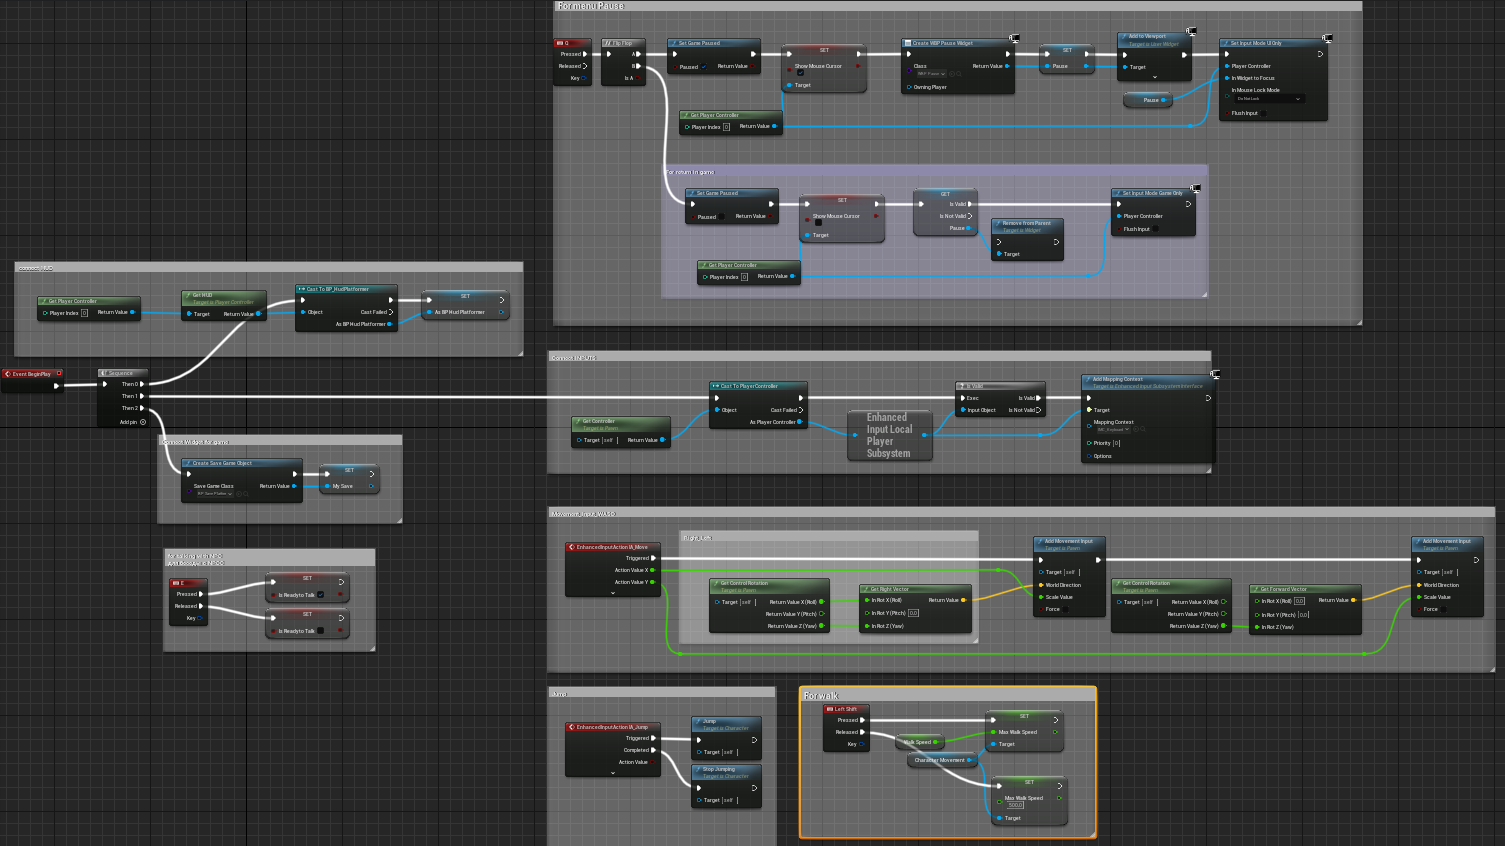 For menu Pause
Q
Pressed
Released
Key
Flip Flop
A
B
Is A
Set Game Paused
Paused
Return Value
SET
Show Mouse Cursor
Target
Create WBP Pause Widget
Class
Return Value
Owning Player
SET
Pause
Add to Viewport
Target is User Widget
Target
Pause
Set Input Mode UI Only
Player Controller
In Widget to Focus
In Mouse Lock Mode
Do Not Lock
Flush Input
Get Player Controller
Player Index 0
Return Value
For return in game
Set Game Paused
Paused
Return Value
SET
Show Mouse Cursor
Target
GET
Is Valid
Is Not Valid
Pause
Remove from Parent
Target is Widget
Target
Set Input Mode Game Only
Player Controller
Flush Input
Get Player Controller
Player Index 0
Return Value
connect HUD
Get Player Controller
Player Index 0
Return Value
Get HUD
Target is Player Controller
Target
Return Value
Cast To BP_HudPlatformer
Object
Cast Failed
As BP Hud Platformer
SET
As BP Hud Platformer
Event BeginPlay
Sequence
Then 0
Then 1
Then 2
Add pin
Connect Widget for game
Create Save Game Object
Save Game Class
Return Value
SET
My Save
Connect INPUTS
Get Controller
Target is Pawn
Target self
Return Value
Cast To PlayerController
Object
Cast Failed
As Player Controller
Enhanced
Input Local
Player
Subsystem
Is Valid
Exec
Input Object
Is Valid
Is Not Valid
Add Mapping Context
Target is Enhanced Input Subsystem Interface
Target
Mapping Context
Priority 0
Options
for talking with NPC
E
Pressed
Released
Key
SET
Is Ready to Talk
SET
Is Ready to Talk
Movement_Input_WASD
EnhancedInputAction IA_Move
Triggered
Action Value X
Action Value Y
Right_Left
Get Control Rotation
Target is Pawn
Target self
Return Value X (Roll)
Return Value Y (Pitch)
Return Value Z (Yaw)
Get Right Vector
In Rot X (Roll)
In Rot Y (Pitch) 0,0
In Rot Z (Yaw)
Return Value
Add Movement Input
Target is Pawn
Target self
World Direction
Scale Value
Force
Get Control Rotation
Target is Pawn
Target self
Return Value X (Roll)
Return Value Y (Pitch)
Return Value Z (Yaw)
Get Forward Vector
In Rot X (Roll) 0,0
In Rot Y (Pitch) 0,0
In Rot Z (Yaw)
Return Value
Add Movement Input
Target is Pawn
Target self
World Direction
Scale Value
Force
Jump
EnhancedInputAction IA_Jump
Triggered
Completed
Action Value
Jump
Target is Character
Target self
Stop Jumping
Target is Character
Target self
For walk
Left Shift
Pressed
Released
Key
Walk Speed
Character Movement
SET
Max Walk Speed
Target
SET
Max Walk Speed
500,0
Target